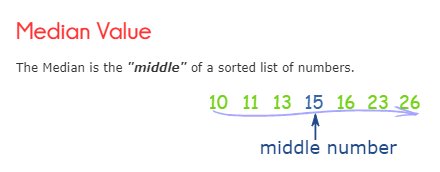 Median Value
The Median is the "middle" of a sorted list of numbers.
10 11 13 15 16 23 26
middle number